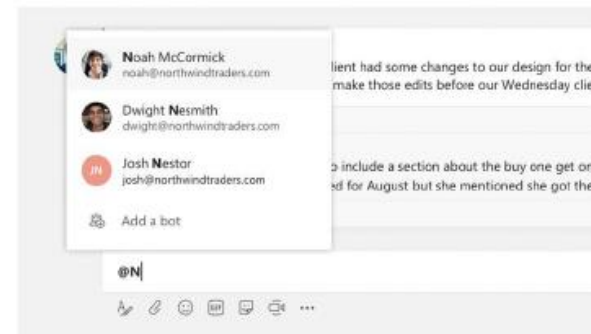 Noah McCormick
noah@northwindtraders.com
Dwight Nesmith
dwight@northwindtraders.com
JN
Josh Nestor
josh@northwindtraders.com
Add a bot
lient had some changes to our design for the
make those edits before our Wednesday clie
o include a section about the buy one get on
ed for August but she mentioned she got the
@N
GIF